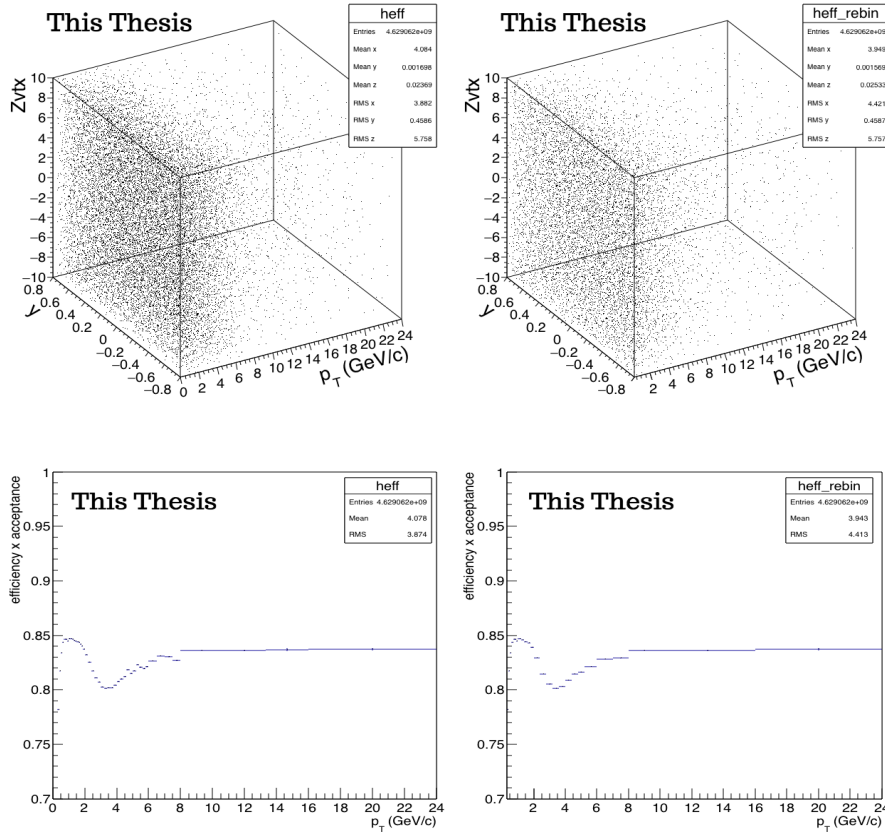 This Thesis
heff
Entries 4.629062e+09
Mean x 4.084
Mean y 0.001698
Mean z 0.02369
RMS x 3.882
RMS y 0.4586
RMS z 5.758
Zvtx
10
8
6
4
2
0
−2
−4
−6
−8
−10
0.8
0.6
0.4
0.2
0
−0.2
−0.4
−0.6
−0.8
y
0 2 4 6 8 10 12 14 16 18 20 22 24
p_T (GeV/c)
This Thesis
heff_rebin
Entries 4.629062e+09
Mean x 3.949
Mean y 0.001569
Mean z 0.02533
RMS x 4.421
RMS y 0.4587
RMS z 5.757
Zvtx
10
8
6
4
2
0
−2
−4
−6
−8
−10
0.8
0.6
0.4
0.2
0
−0.2
−0.4
−0.6
−0.8
y
2 4 6 8 10 12 14 16 18 20 22 24
p_T (GeV/c)
This Thesis
heff
Entries 4.629062e+09
Mean 4.078
RMS 3.874
efficiency x acceptance
1
0.95
0.9
0.85
0.8
0.75
0.7
0 2 4 6 8 10 12 14 16 18 20 22 24
p_T (GeV/c)
This Thesis
heff_rebin
Entries 4.629062e+09
Mean 3.943
RMS 4.413
efficiency x acceptance
1
0.95
0.9
0.85
0.8
0.75
0.7
2 4 6 8 10 12 14 16 18 20 22 24
p_T (GeV/c)